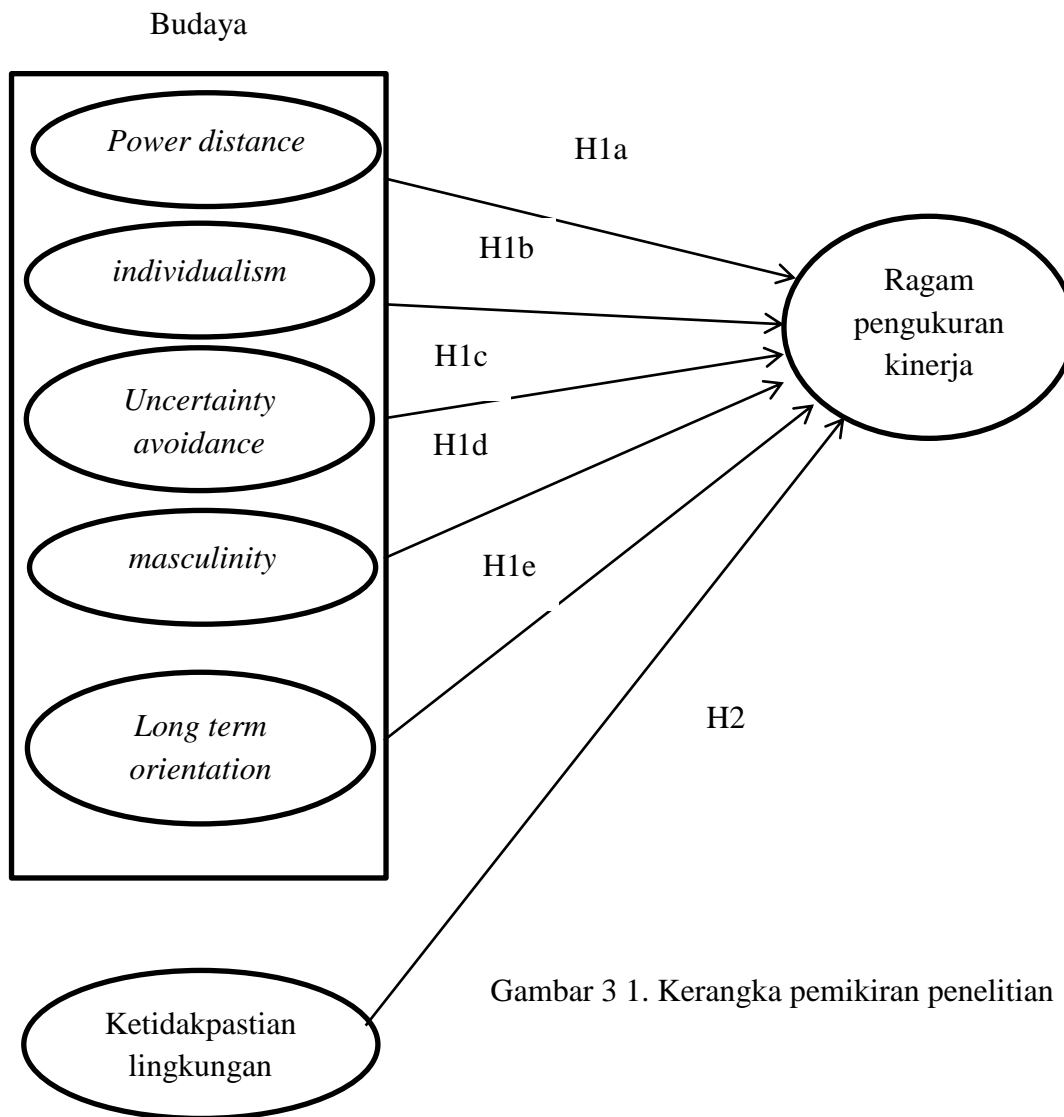 Budaya
Power distance
H1a
individualism
H1b
Ragam
pengukuran
kinerja
Uncertainty
avoidance
H1c
H1d
masculinity
H1e
Long term
orientation
H2
Ketidakpastian
lingkungan
Gambar 3 1. Kerangka pemikiran penelitian